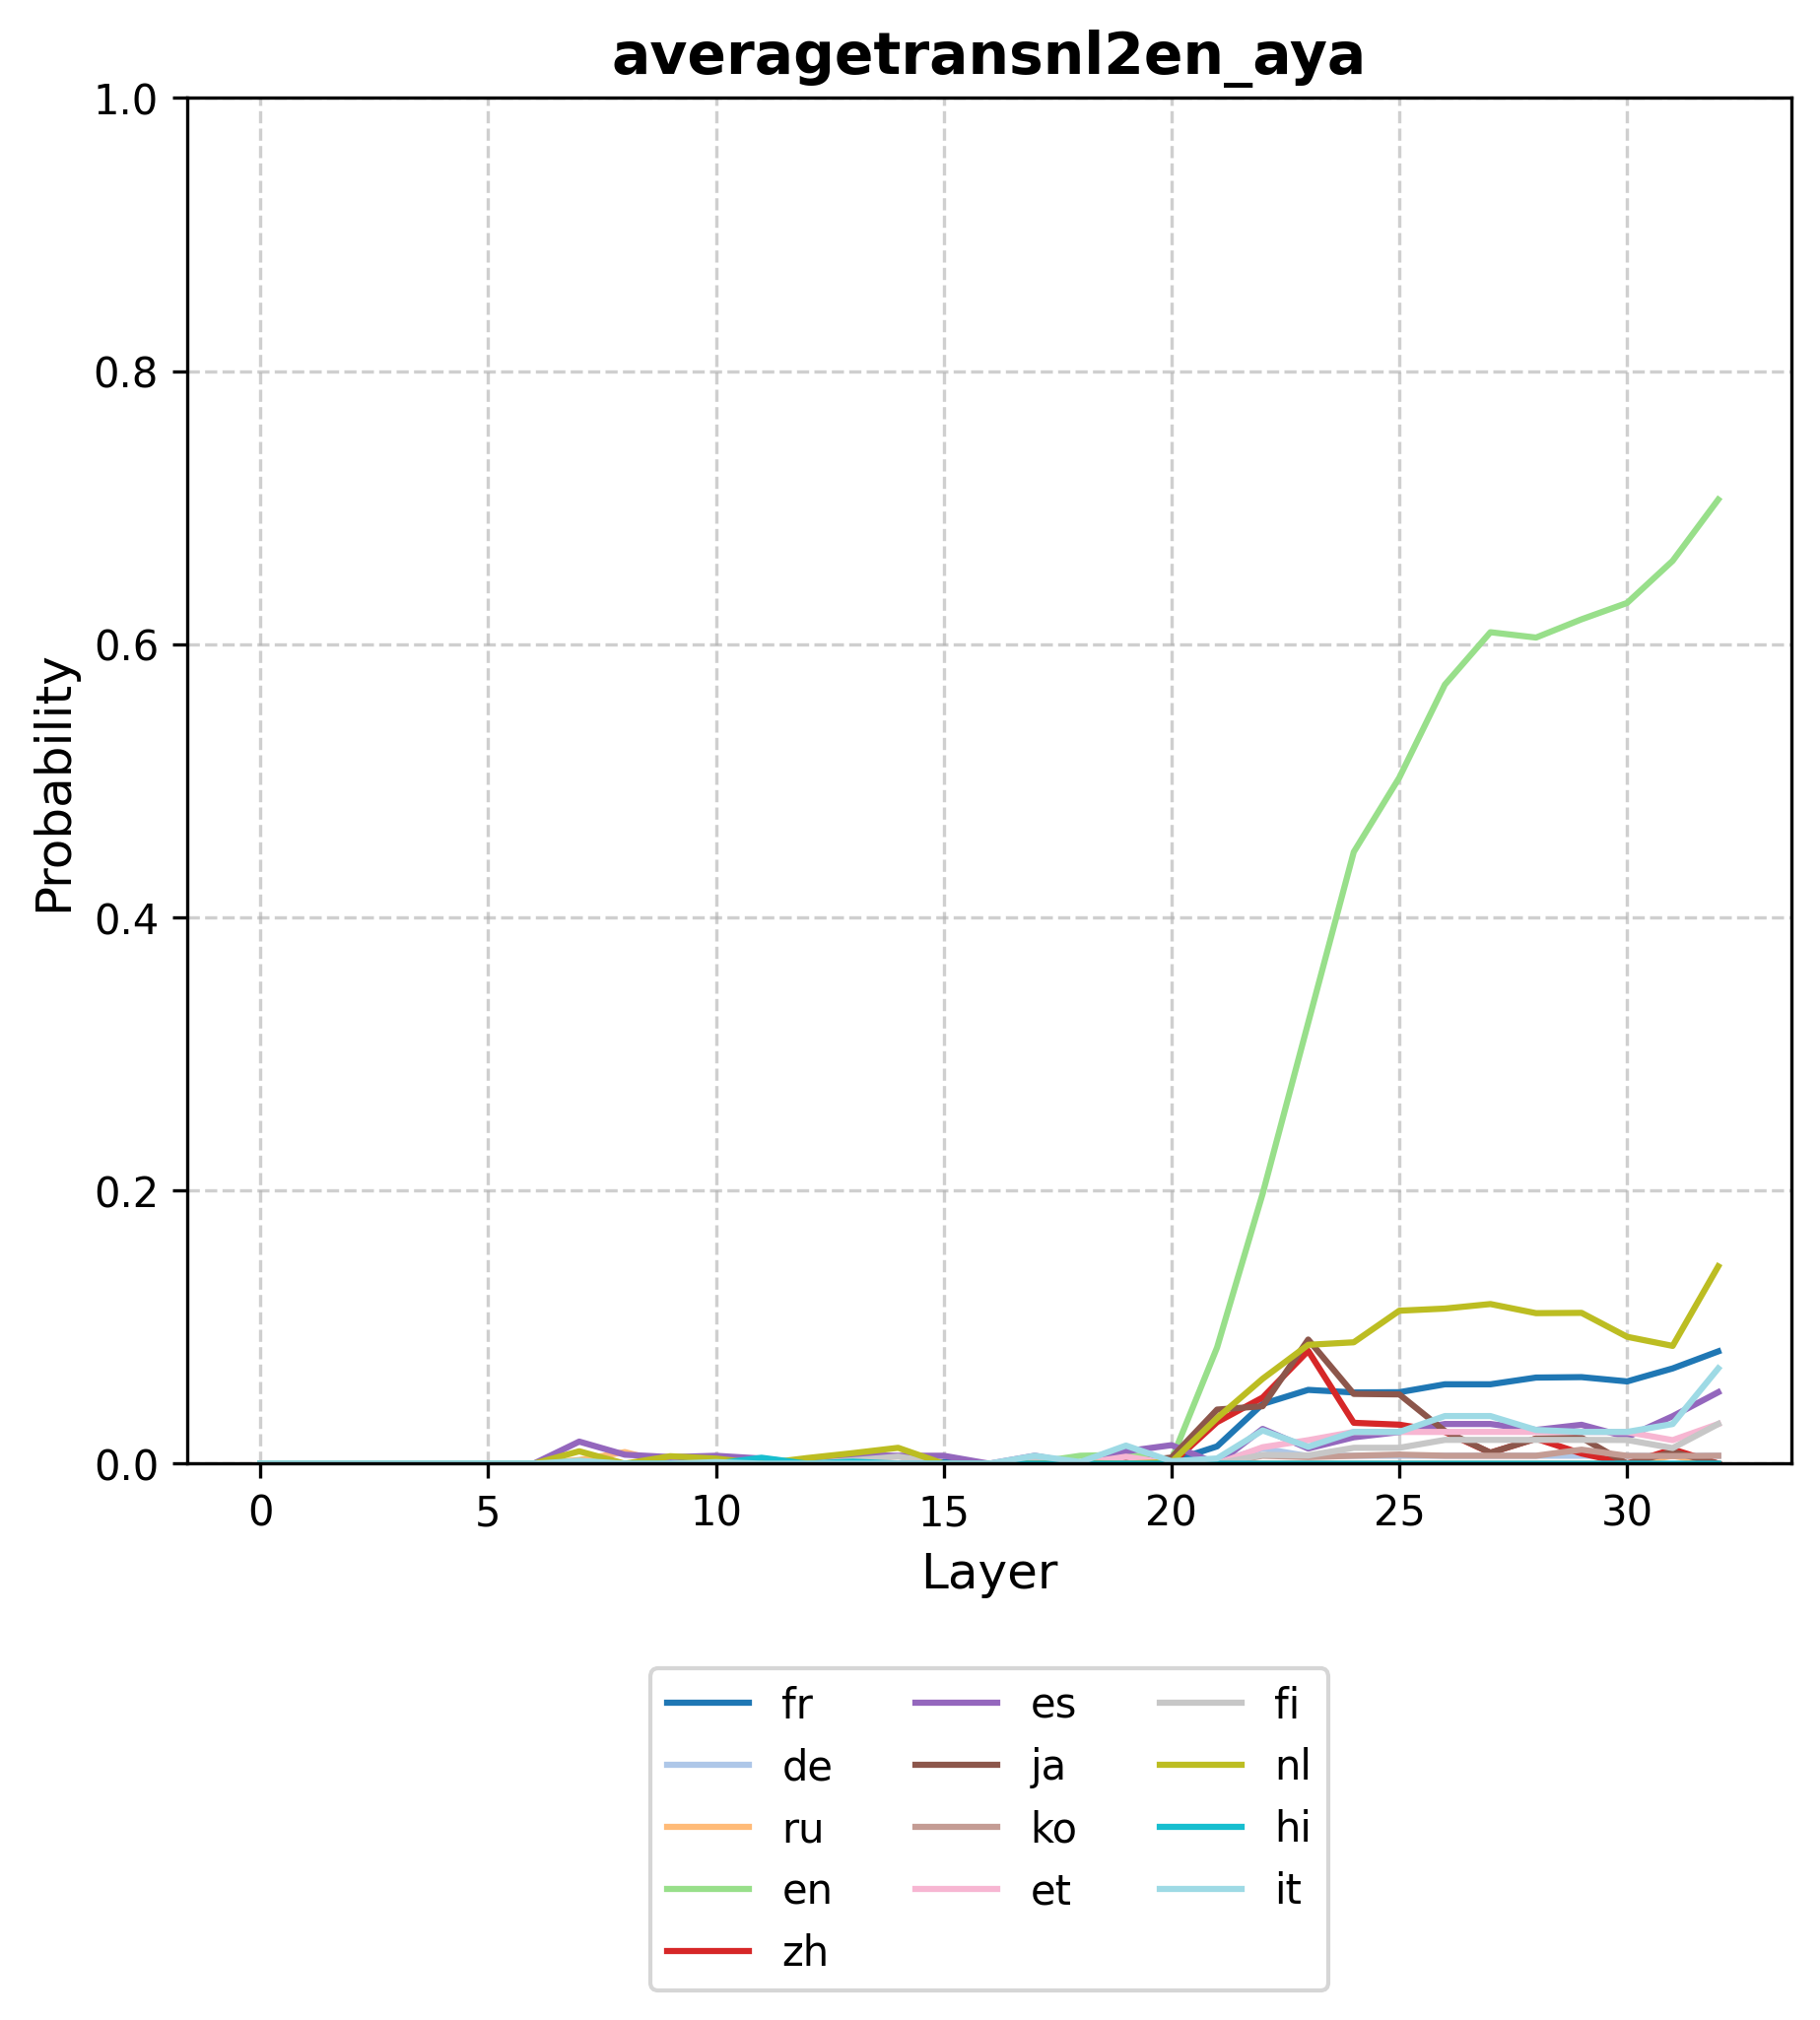 averagetransnl2en_aya
1.0
0.8
0.6
0.4
0.2
0.0
Probability
0 5 10 15 20 25 30
Layer
fr es fi
de ja nl
ru ko hi
en et it
zh